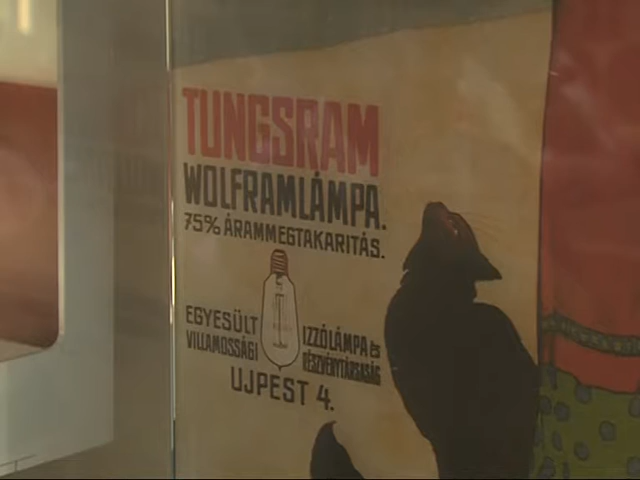 TUNGSRAM
WOLFRAMLÁMPA.
75% ÁRAMMEGTAKARITÁS.
EGYESÜLT IZZÓLÁMPA és
VILLAMOSSÁGI RÉSZVÉNYTÁRSASÁG
UJPEST 4.